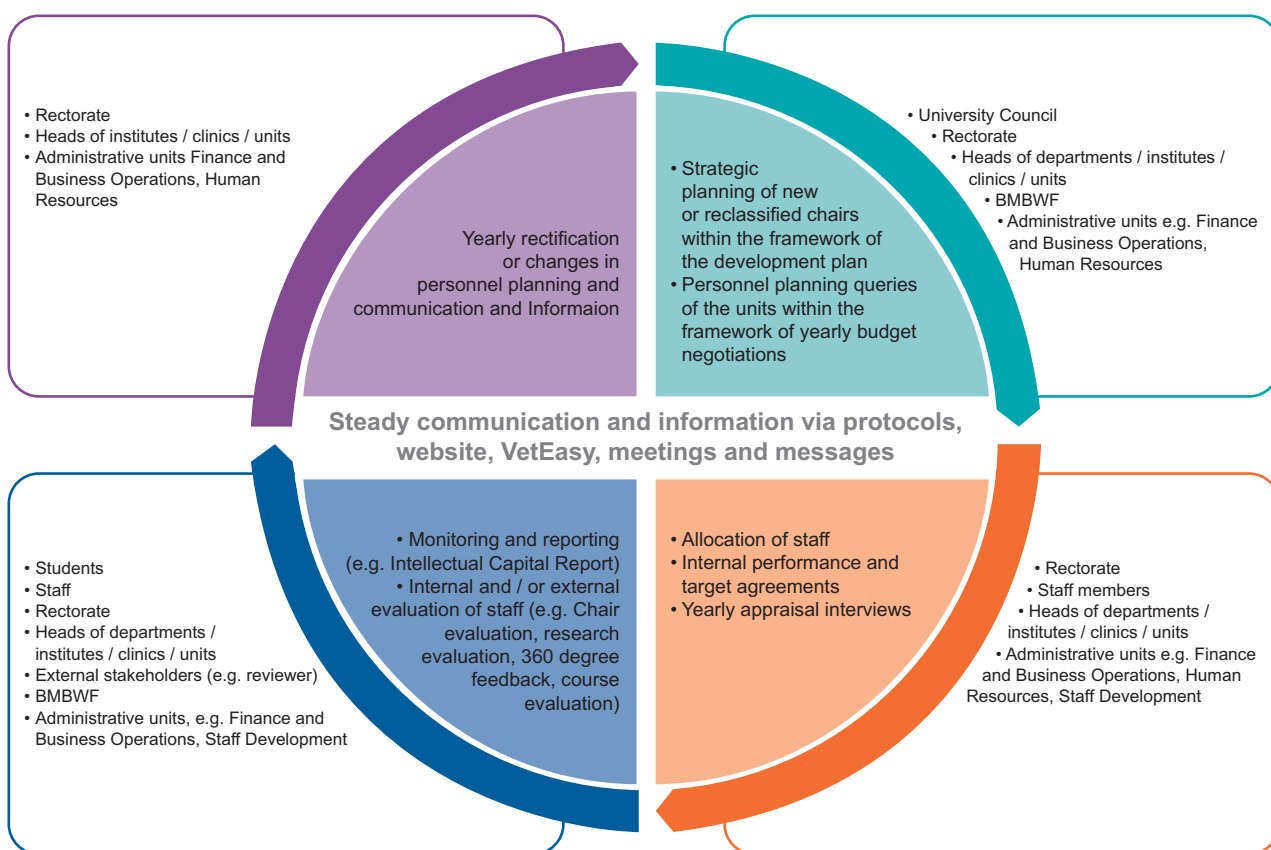 • Rectorate
• Heads of institutes / clinics / units
• Administrative units Finance and
Business Operations, Human
Resources
Yearly rectification
or changes in
personnel planning and
communication and Informaion
• Strategic
planning of new
or reclassified chairs
within the framework of
the development plan
• Personnel planning queries
of the units within the
framework of yearly budget
negotiations
• University Council
• Rectorate
• Heads of departments / institutes /
clinics / units
• BMBWF
• Administrative units e.g. Finance
and Business Operations,
Human Resources
Steady communication and information via protocols,
website, VetEasy, meetings and messages
• Students
• Staff
• Rectorate
• Heads of departments /
institutes / clinics / units
• External stakeholders (e.g. reviewer)
• BMBWF
• Administrative units, e.g. Finance and
Business Operations, Staff Development
• Monitoring and reporting
(e.g. Intellectual Capital Report)
• Internal and / or external
evaluation of staff (e.g. Chair
evaluation, research
evaluation, 360 degree
feedback, course
evaluation)
• Allocation of staff
• Internal performance and
target agreements
• Yearly appraisal interviews
• Rectorate
• Staff members
• Heads of departments /
institutes / clinics / units
• Administrative units e.g. Finance
and Business Operations, Human
Resources, Staff Development